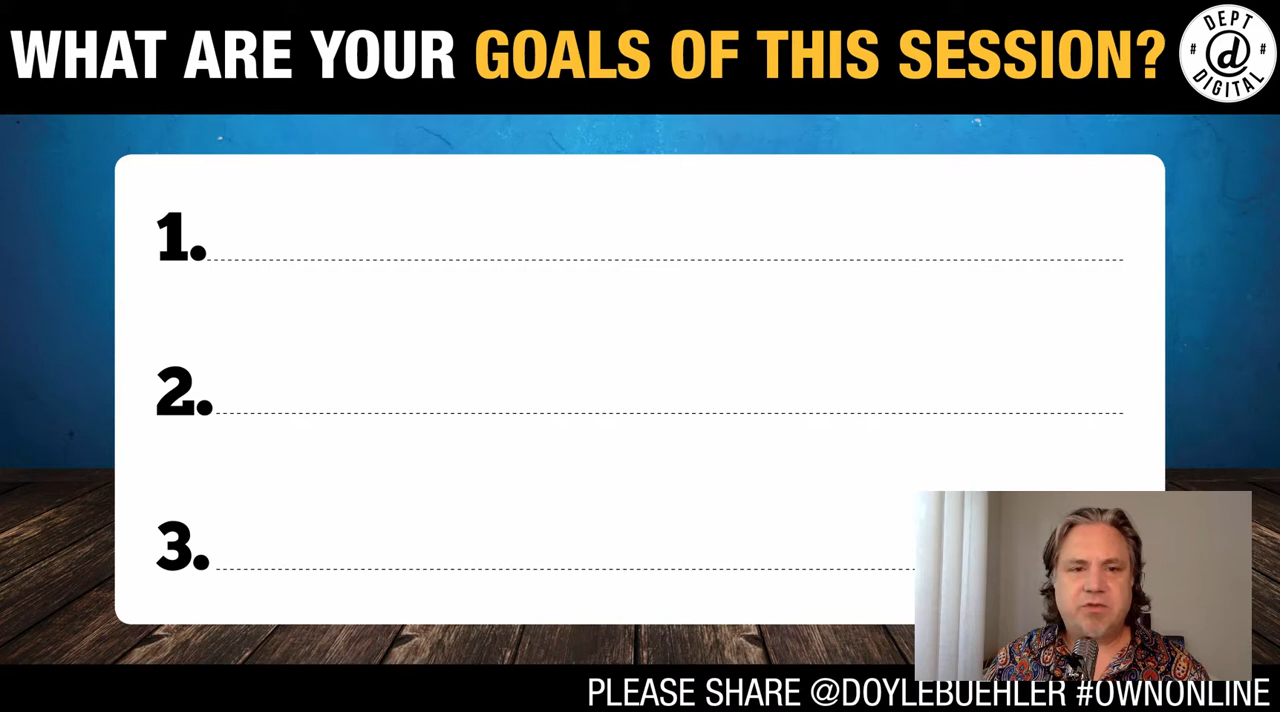 WHAT ARE YOUR GOALS OF THIS SESSION?
DEPT
# d #
DIGITAL
1.
2.
3.
PLEASE SHARE @DOYLEBUEHLER #OWNONLINE